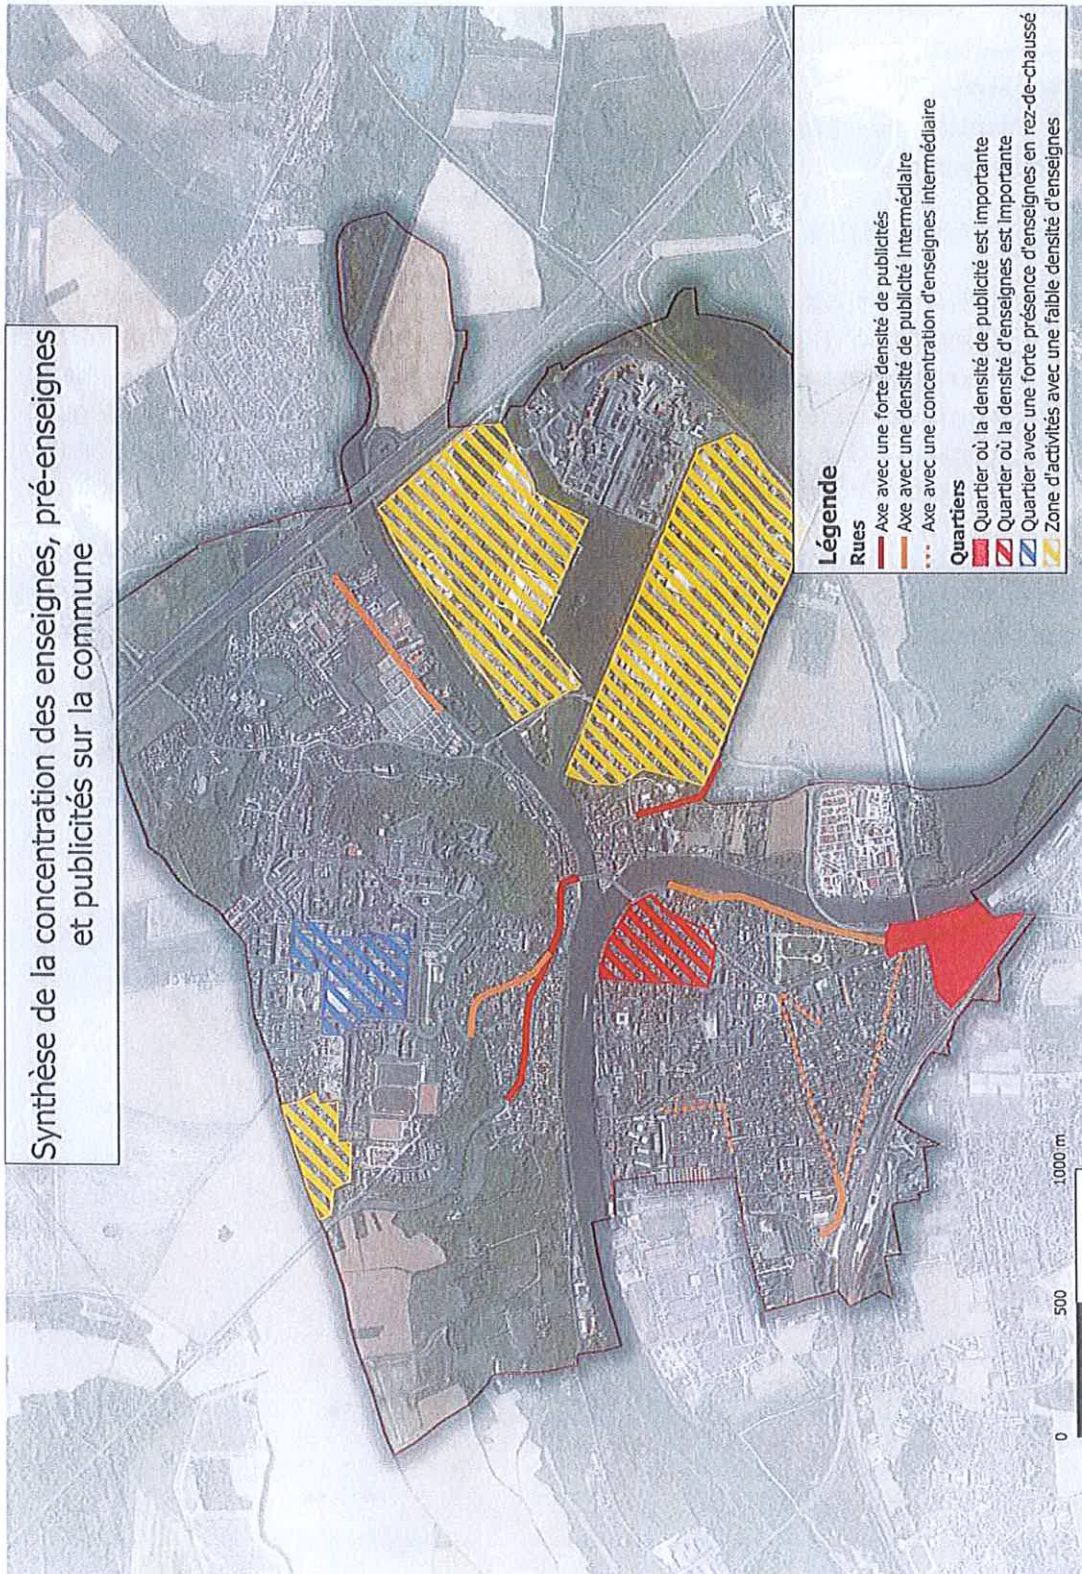 Synthèse de la concentration des enseignes, pré-enseignes
et publicités sur la commune
Légende
Rues
Axe avec une forte densité de publicités
Axe avec une densité de publicité intermédiaire
Axe avec une concentration d'enseignes intermédiaire
Quartiers
Quartier où la densité de publicité est importante
Quartier où la densité d'enseignes est importante
Quartier avec une forte présence d'enseignes en rez-de-chaussé
Zone d'activités avec une faible densité d'enseignes
0 500 1000 m